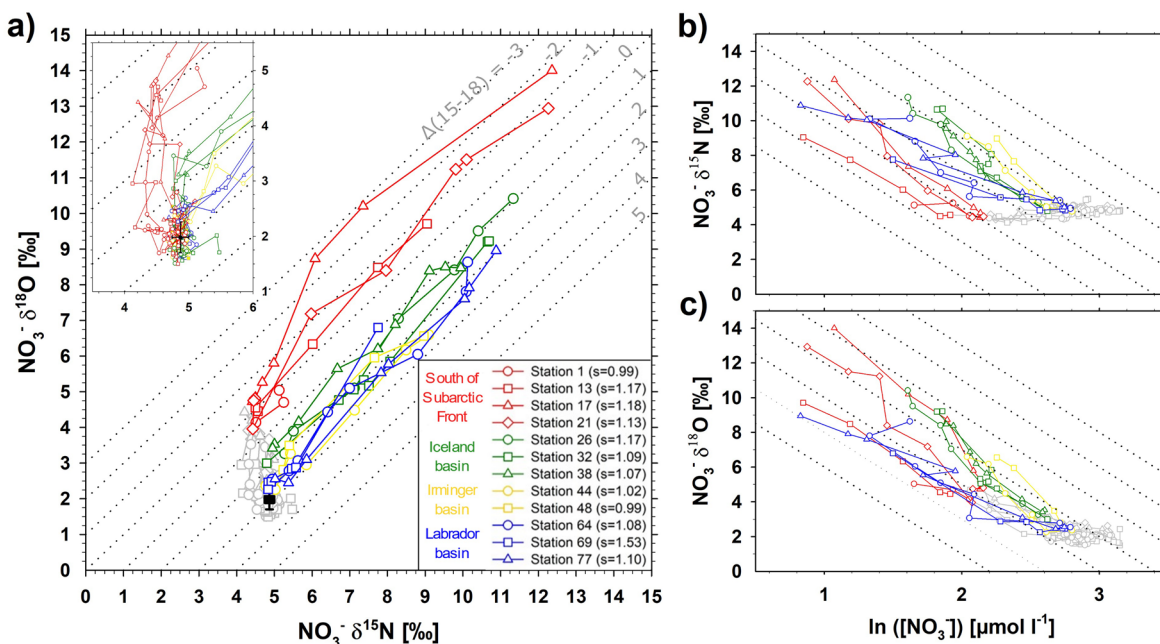 a)
NO₃⁻ δ¹⁸O [‰]
15
14
13
12
11
10
9
8
7
6
5
4
3
2
1
0
0 1 2 3 4 5 6 7 8 9 10 11 12 13 14 15
NO₃⁻ δ¹⁵N [‰]
Δ(15-18) = -3 -2 -1 0
1
2
3
4
5
5
4
3
2
1
4 5 6
South of
Subarctic
Front
Iceland
basin
Irminger
basin
Labrador
basin
Station 1 (s=0.99)
Station 13 (s=1.17)
Station 17 (s=1.18)
Station 21 (s=1.13)
Station 26 (s=1.17)
Station 32 (s=1.09)
Station 38 (s=1.07)
Station 44 (s=1.02)
Station 48 (s=0.99)
Station 64 (s=1.08)
Station 69 (s=1.53)
Station 77 (s=1.10)
b)
NO₃⁻ δ¹⁵N [‰]
14
12
10
8
6
4
2
0
c)
NO₃⁻ δ¹⁸O [‰]
14
12
10
8
6
4
2
0
1 2 3
ln ([NO₃⁻]) [μmol l⁻¹]